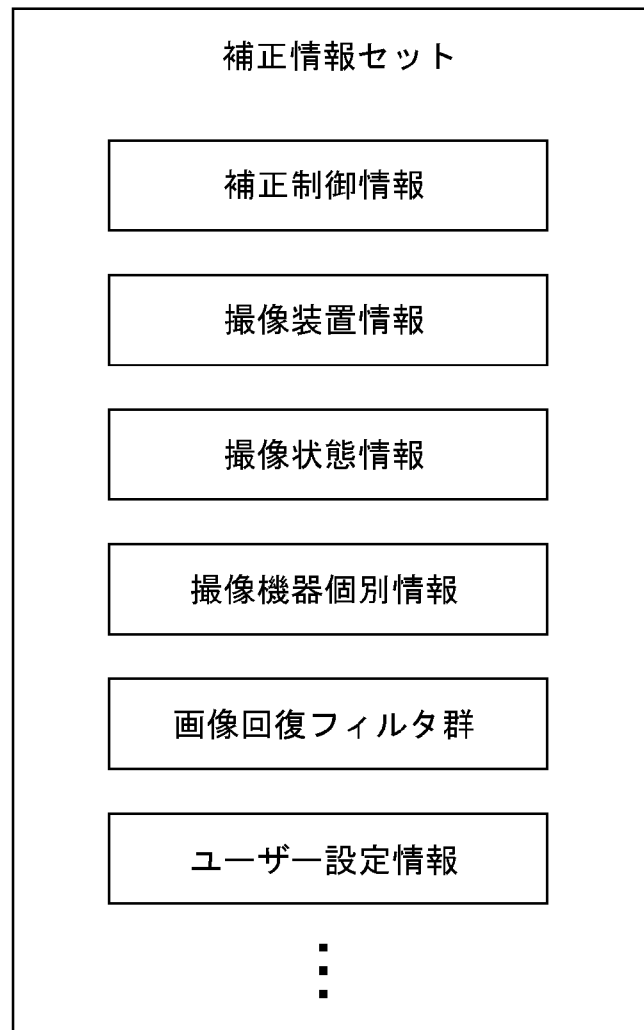 補正情報セット
補正制御情報
撮像装置情報
撮像状態情報
撮像機器個別情報
画像回復フィルタ群
ユーザー設定情報